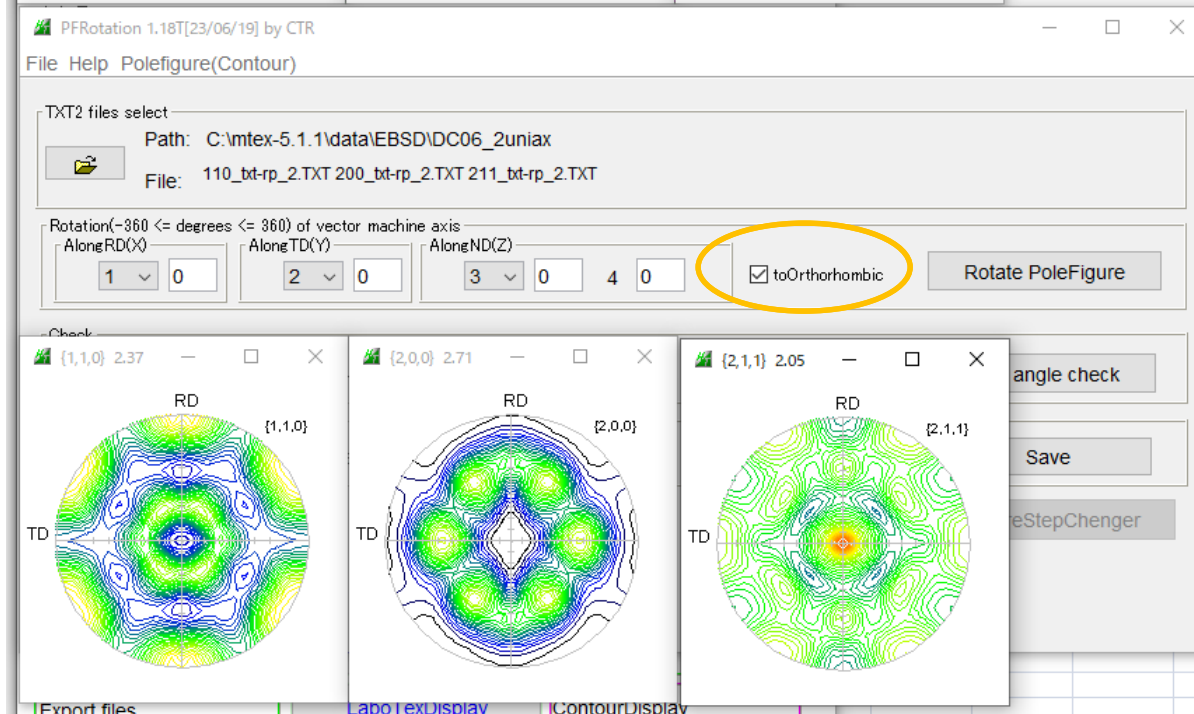 PFRotation 1.18T[23/06/19] by CTR
File Help Polefigure(Contour)
TXT2 files select
Path: C:\mtex-5.1.1\data\EBSD\DC06_2uniax
File: 110_txt-rp_2.TXT 200_txt-rp_2.TXT 211_txt-rp_2.TXT
Rotation(-360 <= degrees <= 360) of vector machine axis
AlongRD(X) AlongTD(Y) AlongND(Z)
1 0 2 0 3 0 4 0 toOrthorhombic Rotate PoleFigure
Check
{1,1,0} 2.37 {2,0,0} 2.71 {2,1,1} 2.05
angle check
RD RD RD
{1,1,0} {2,0,0} {2,1,1}
Save
reStepChenger
TD TD TD
Export files LaboTexDisplay ContourDisplay